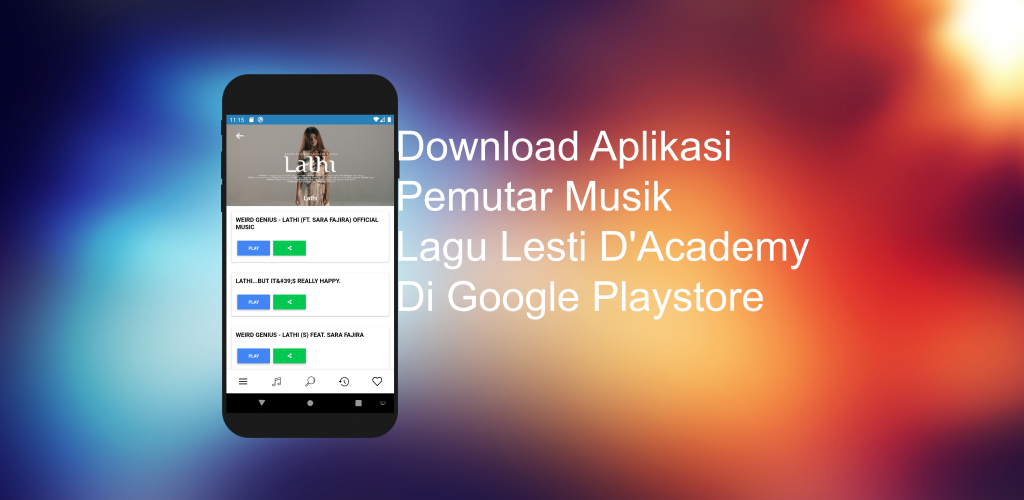 11:15
Lathi
Lathi
WEIRD GENIUS - LATHI (FT. SARA FAJIRA) OFFICIAL
MUSIC
PLAY
LATHI...BUT IT&#39;S REALLY HAPPY.
PLAY
WEIRD GENIUS - LATHI (S) FEAT. SARA FAJIRA
PLAY
Download Aplikasi
Pemutar Musik
Lagu Lesti D'Academy
Di Google Playstore